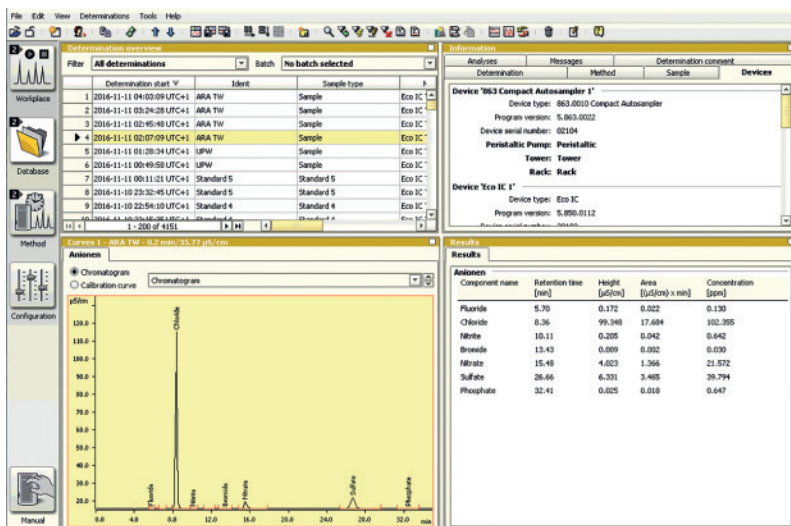 File Edit View Determinations Tools Help
Workplace
Database
Method
Configuration
Manual
Determination overview
Filter All determinations Batch No batch selected
Determination start Ident Sample type
1 2016-11-11 04:03:09 UTC+1 ARA TW Sample Eco IC
2 2016-11-11 03:24:28 UTC+1 ARA TW Sample Eco IC
3 2016-11-11 02:45:48 UTC+1 ARA TW Sample Eco IC
4 2016-11-11 02:07:09 UTC+1 ARA TW Sample Eco IC
5 2016-11-11 01:28:34 UTC+1 UPW Sample Eco IC
6 2016-11-11 00:49:58 UTC+1 UPW Sample Eco IC
7 2016-11-11 00:11:21 UTC+1 Standard 5 Standard 5 Eco IC
8 2016-11-10 23:32:45 UTC+1 Standard 5 Standard 5 Eco IC
9 2016-11-10 22:54:10 UTC+1 Standard 4 Standard 4 Eco IC
1 - 200 of 4151
Information
Analyses Messages Determination comment
Determination Method Sample Devices
Device '863 Compact Autosampler 1'
Device type: 863.0010 Compact Autosampler
Program version: 5.863.0022
Device serial number: 02104
Peristaltic Pump: Peristaltic
Tower: Tower
Rack: Rack
Device 'Eco IC 1'
Device type: Eco IC
Program version: 5.850.0112
Curves 1 - ARA TW - 0.2 min/35.77 µS/cm
Anionen
Chromatogram
Calibration curve
Chromatogram
µS/cm
120.0
110.0
100.0
90.0
80.0
70.0
60.0
50.0
40.0
30.0
20.0
Fluoride
Chloride
Nitrite
Bromide
Nitrate
Sulfate
Phosphate
0.0 4.0 8.0 12.0 16.0 20.0 24.0 28.0 32.0 min
Results
Results
Anionen
Component name Retention time Height Area Concentration
[min] [µS/cm] [(µS/cm) x min] [ppm]
Fluoride 5.70 0.172 0.022 0.130
Chloride 8.36 99.348 17.684 102.355
Nitrite 10.11 0.205 0.042 0.642
Bromide 13.43 0.009 0.002 0.030
Nitrate 15.48 4.023 1.366 21.572
Sulfate 26.66 6.331 3.465 39.794
Phosphate 32.41 0.025 0.018 0.647